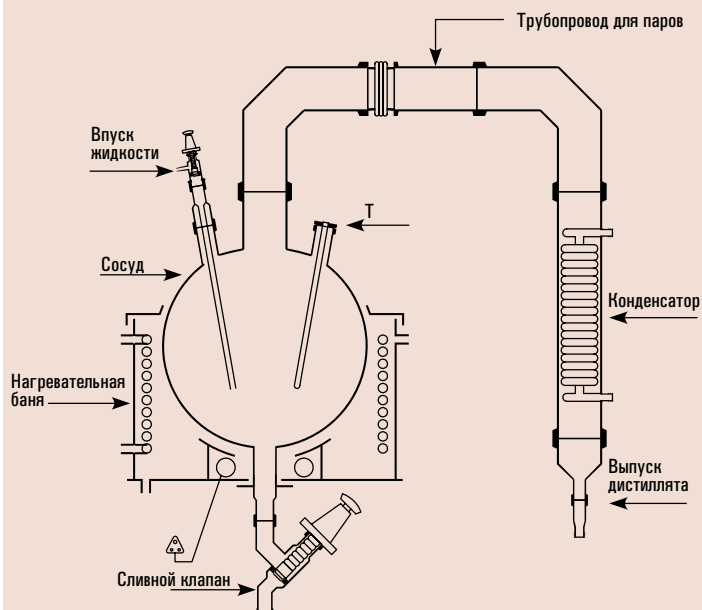 Трубопровод для паров
Впуск
жидкости
T
Сосуд
Конденсатор
Нагревательная
баня
Выпуск
дистиллята
Сливной клапан